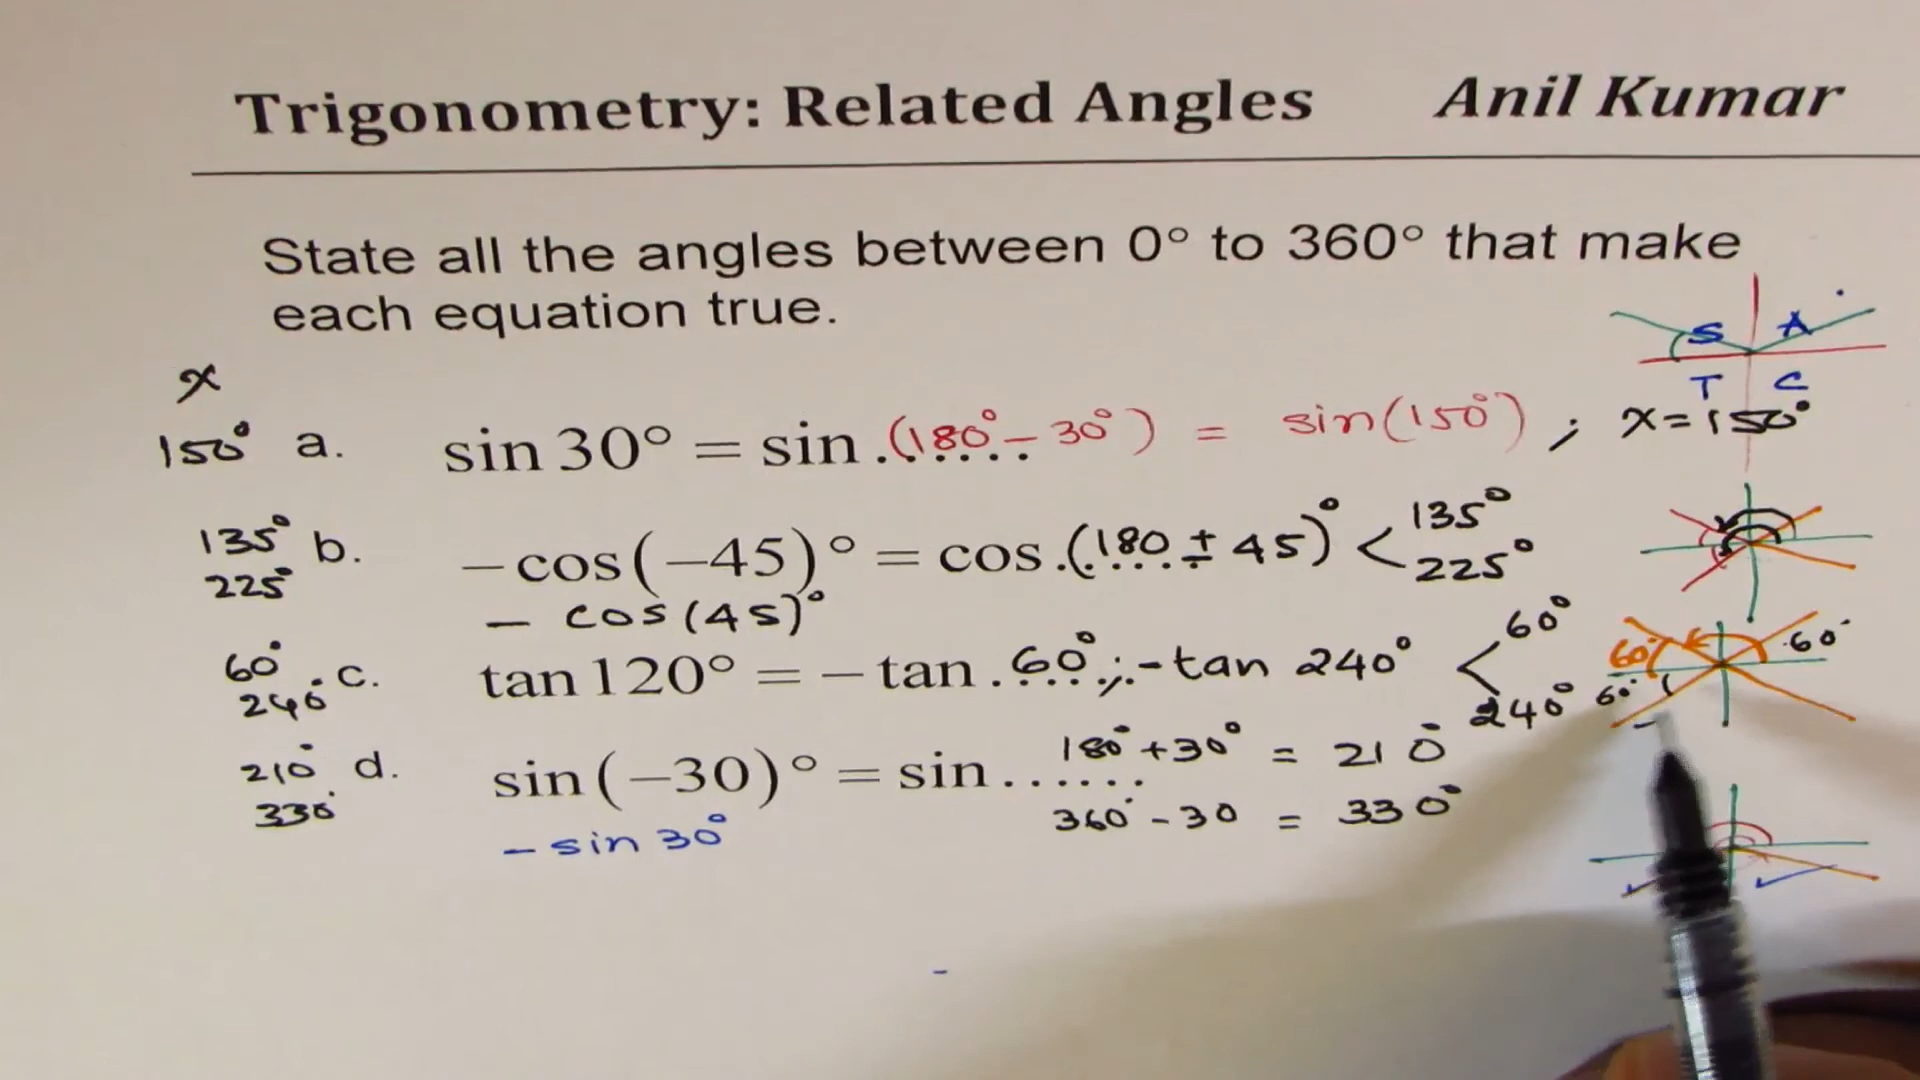 Trigonometry: Related Angles Anil Kumar
State all the angles between 0° to 360° that make
each equation true.
S A
T C
x
150° a. sin 30° = sin .(180° − 30°) = sin(150°) ; x = 150°
135° b. −cos(−45)° = cos .(180 ± 45)° < 135°
225° 225°
− cos(45)°
60° c. tan 120° = − tan . 60° ; − tan 240° < 60°
240° 240°
60° 60°
60°
210° d. sin(−30)° = sin ...... 180° + 30° = 210°
330° 360° − 30 = 330°
− sin 30°